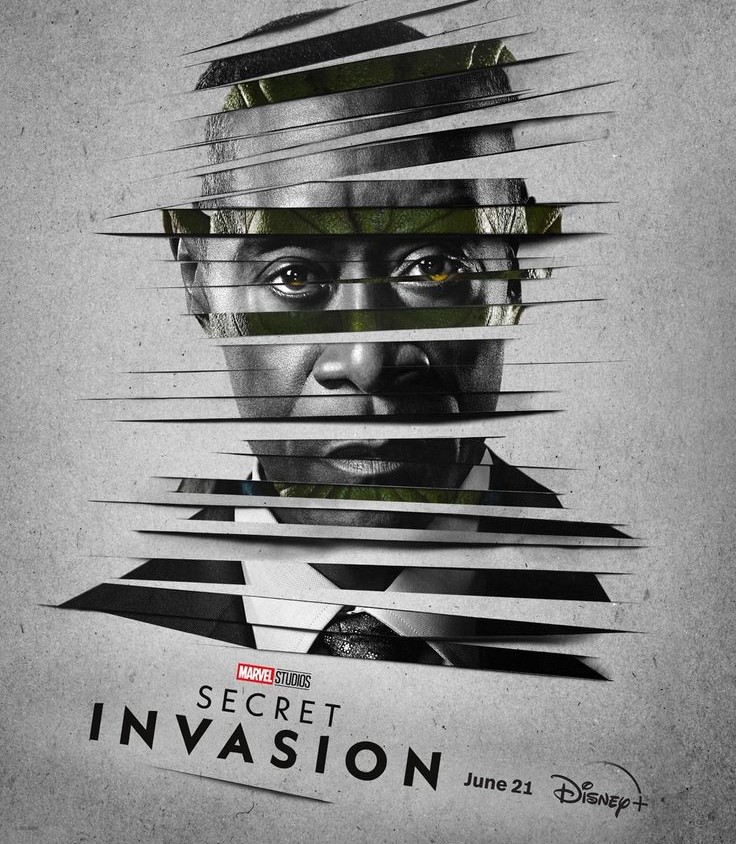 MARVEL STUDIOS
SECRET
INVASION
June 21
Disney+